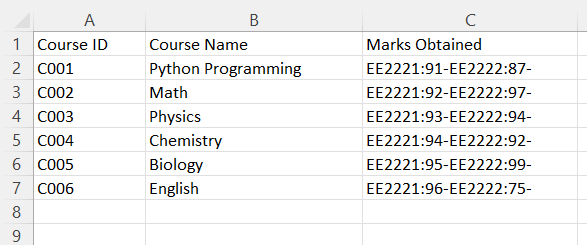 A B C
1 Course ID Course Name Marks Obtained
2 C001 Python Programming EE2221:91-EE2222:87-
3 C002 Math EE2221:92-EE2222:97-
4 C003 Physics EE2221:93-EE2222:94-
5 C004 Chemistry EE2221:94-EE2222:92-
6 C005 Biology EE2221:95-EE2222:99-
7 C006 English EE2221:96-EE2222:75-
8
9